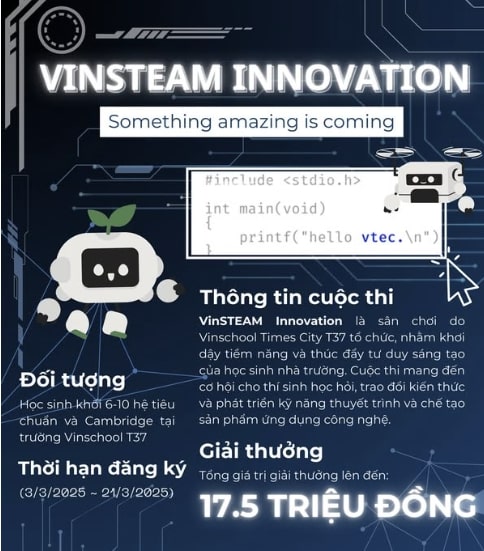 VINSTEAM INNOVATION
Something amazing is coming
#include <stdio.h>
int main(void)
{
printf("hello vtec.\n")
}
Thông tin cuộc thi
VinSTEAM Innovation là sân chơi do
Vinschool Times City T37 tổ chức, nhằm khơi
dậy tiềm năng và thúc đẩy tư duy sáng tạo
của học sinh nhà trường. Cuộc thi mang đến
cơ hội cho thí sinh học hỏi, trao đổi kiến thức
và phát triển kỹ năng thuyết trình và chế tạo
sản phẩm ứng dụng công nghệ.
Đối tượng
Học sinh khối 6-10 hệ tiêu
chuẩn và Cambridge tại
trường Vinschool T37
Thời hạn đăng ký
(3/3/2025 ~ 21/3/2025)
Giải thưởng
Tổng giá trị giải thưởng lên đến:
17.5 TRIỆU ĐỒNG